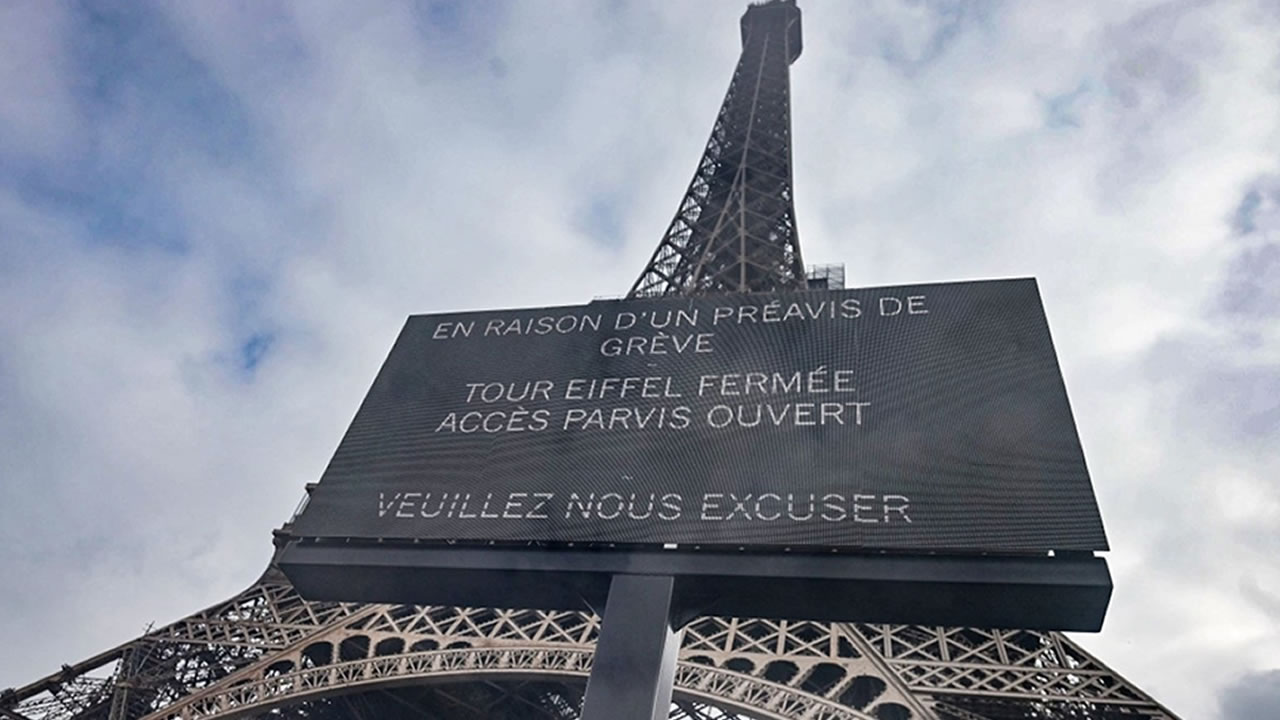 EN RAISON D'UN PRÉAVIS DE
GRÈVE
TOUR EIFFEL FERMÉE
ACCÈS PARVIS OUVERT
VEUILLEZ NOUS EXCUSER